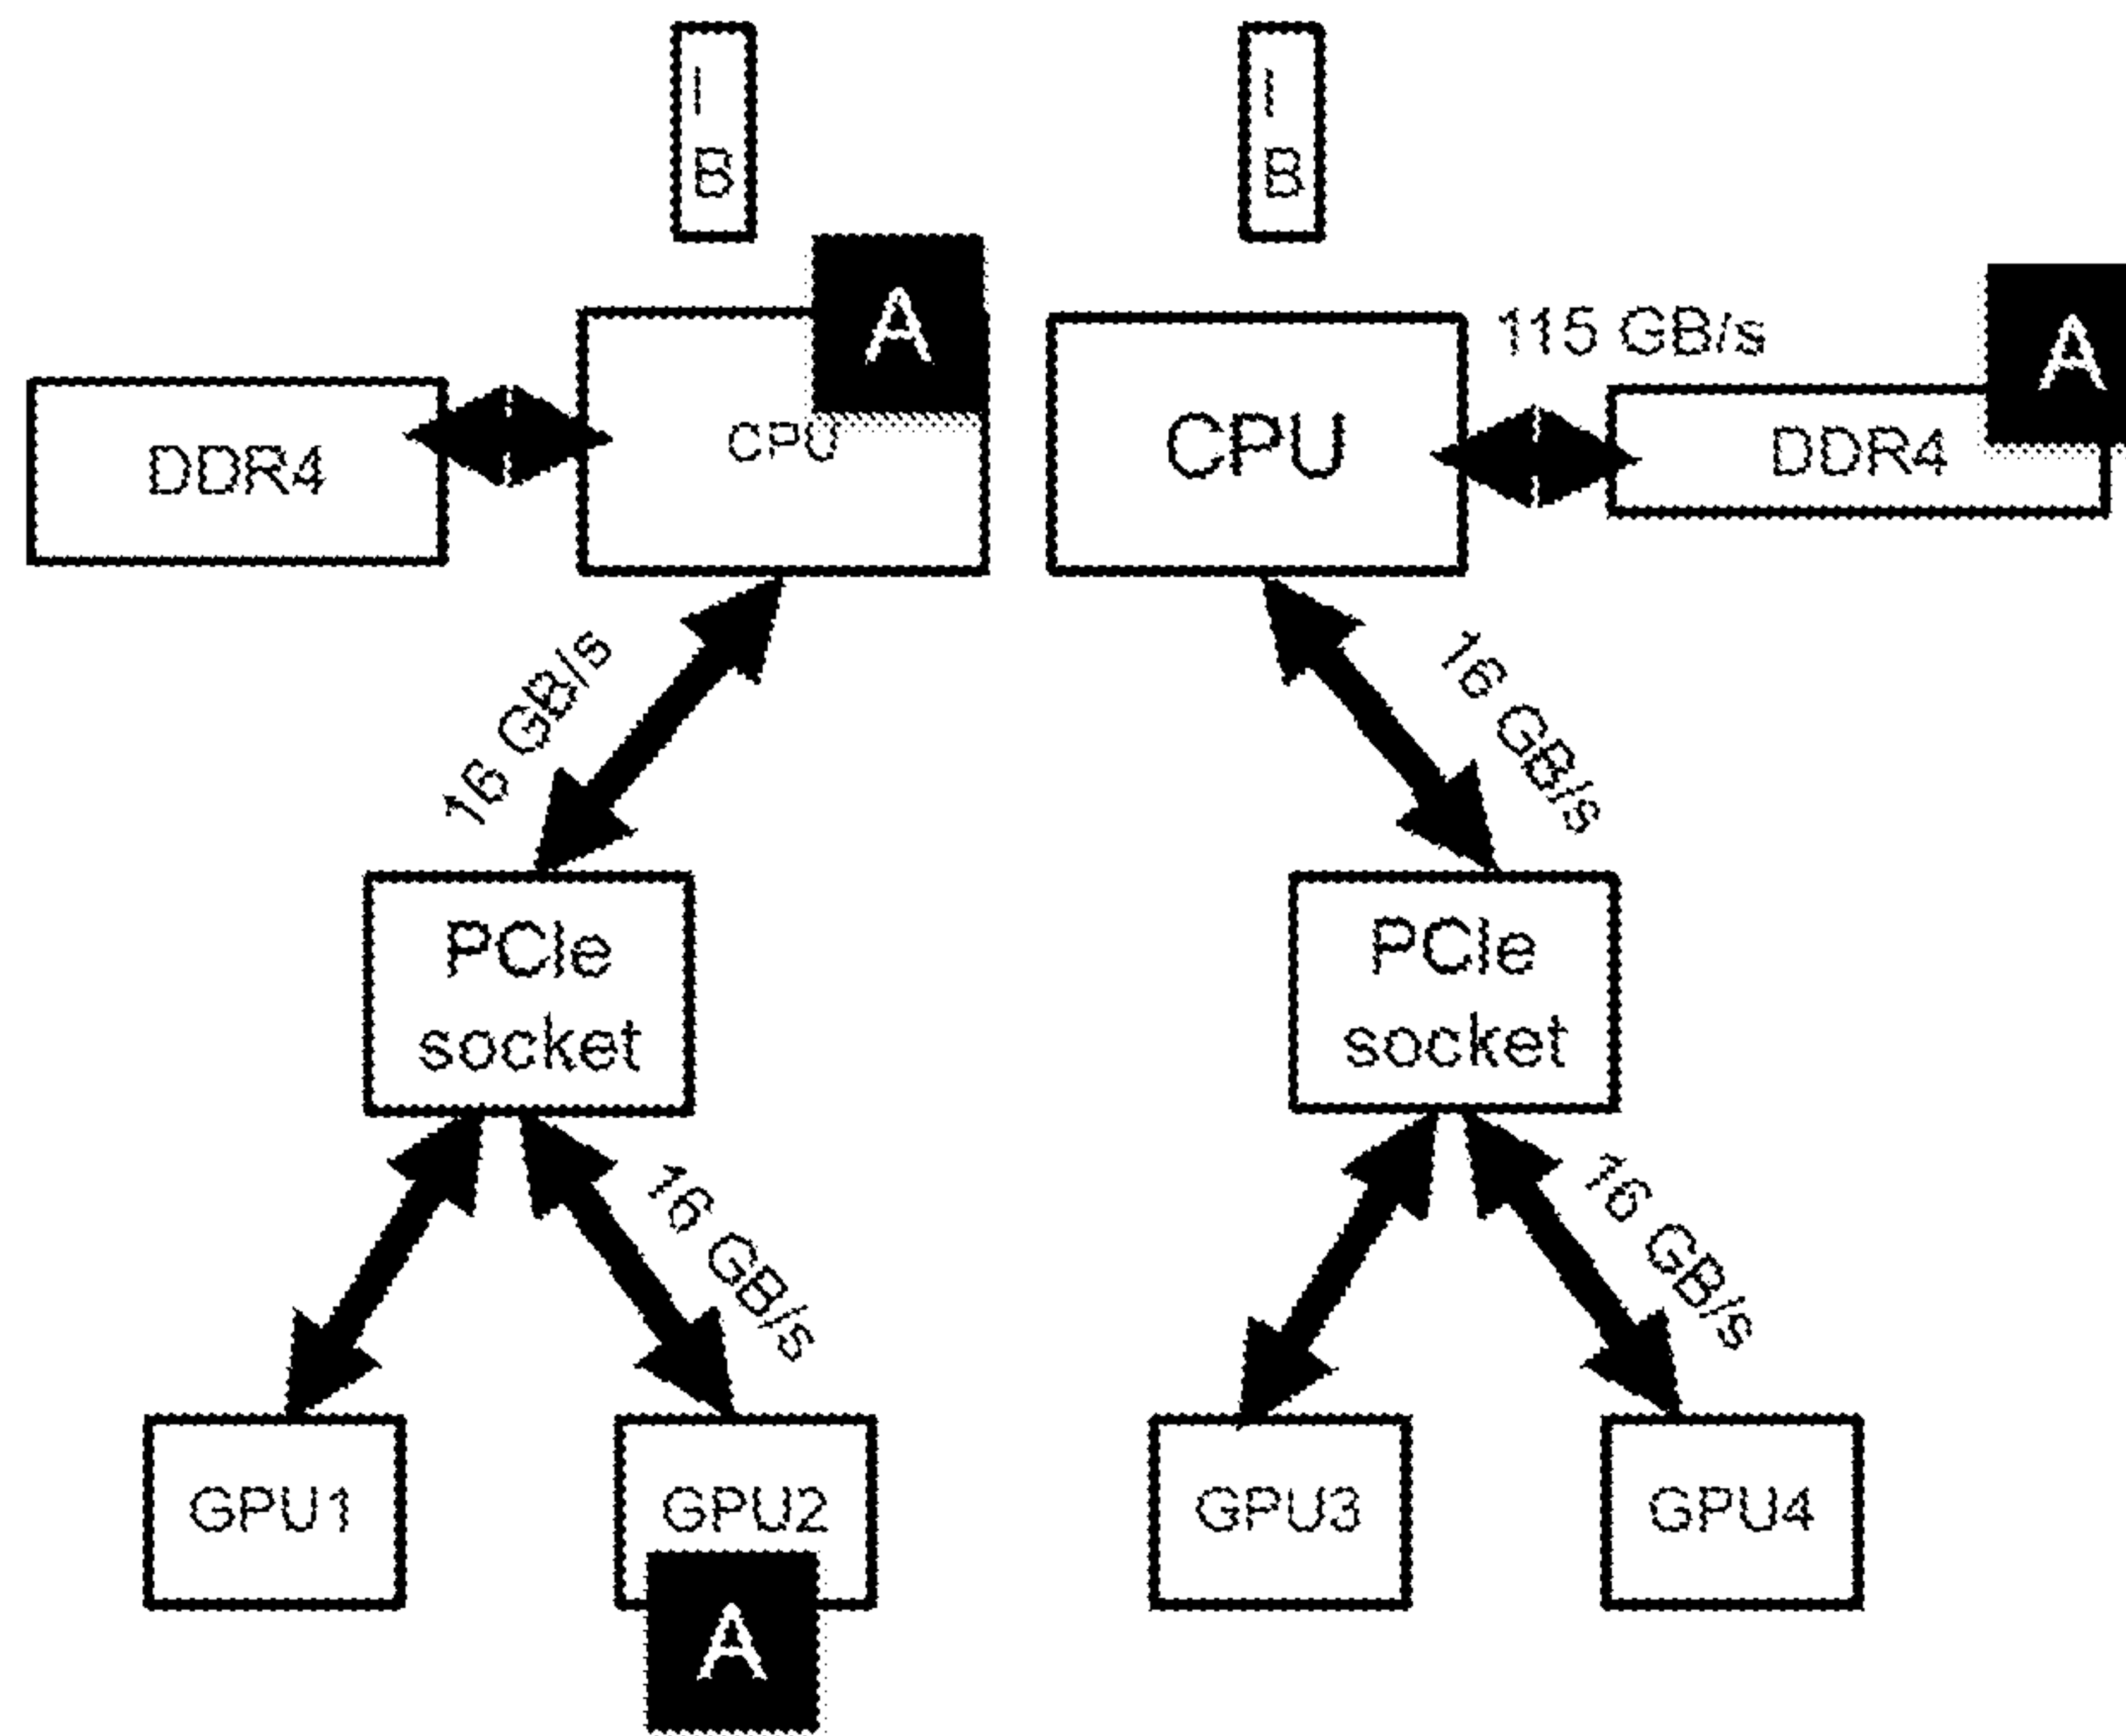 I
B
I
B
A
A
115 GB/s
DDR4
CPU
CPU
DDR4
16 GB/s
16 GB/s
PCIe
socket
PCIe
socket
16 GB/s
16 GB/s
GPU1
GPU2
GPU3
GPU4
A